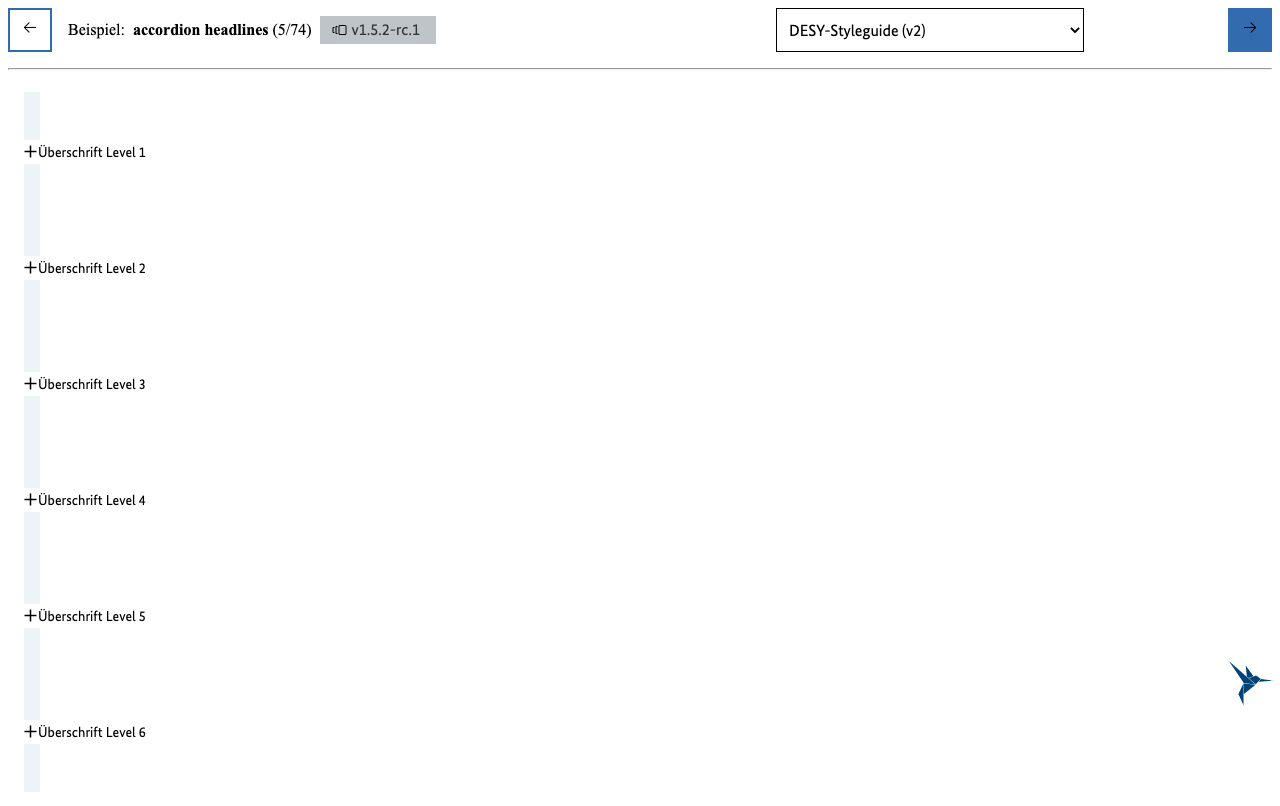 Beispiel: accordion headlines (5/74) v1.5.2-rc.1 DESY-Styleguide (v2)
Überschrift Level 1
Überschrift Level 2
Überschrift Level 3
Überschrift Level 4
Überschrift Level 5
Überschrift Level 6